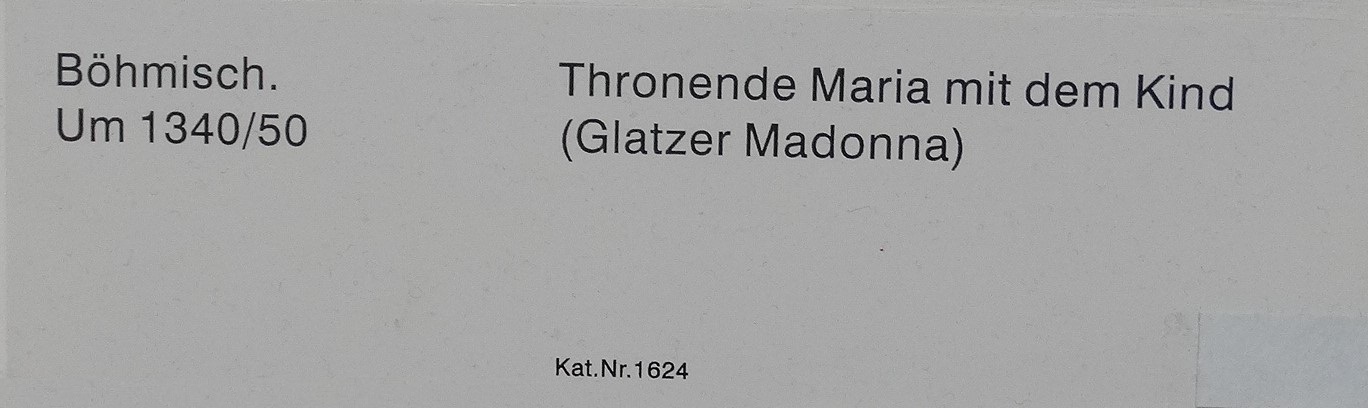 Böhmisch.
Um 1340/50
Thronende Maria mit dem Kind
(Glatzer Madonna)
Kat.Nr.1624